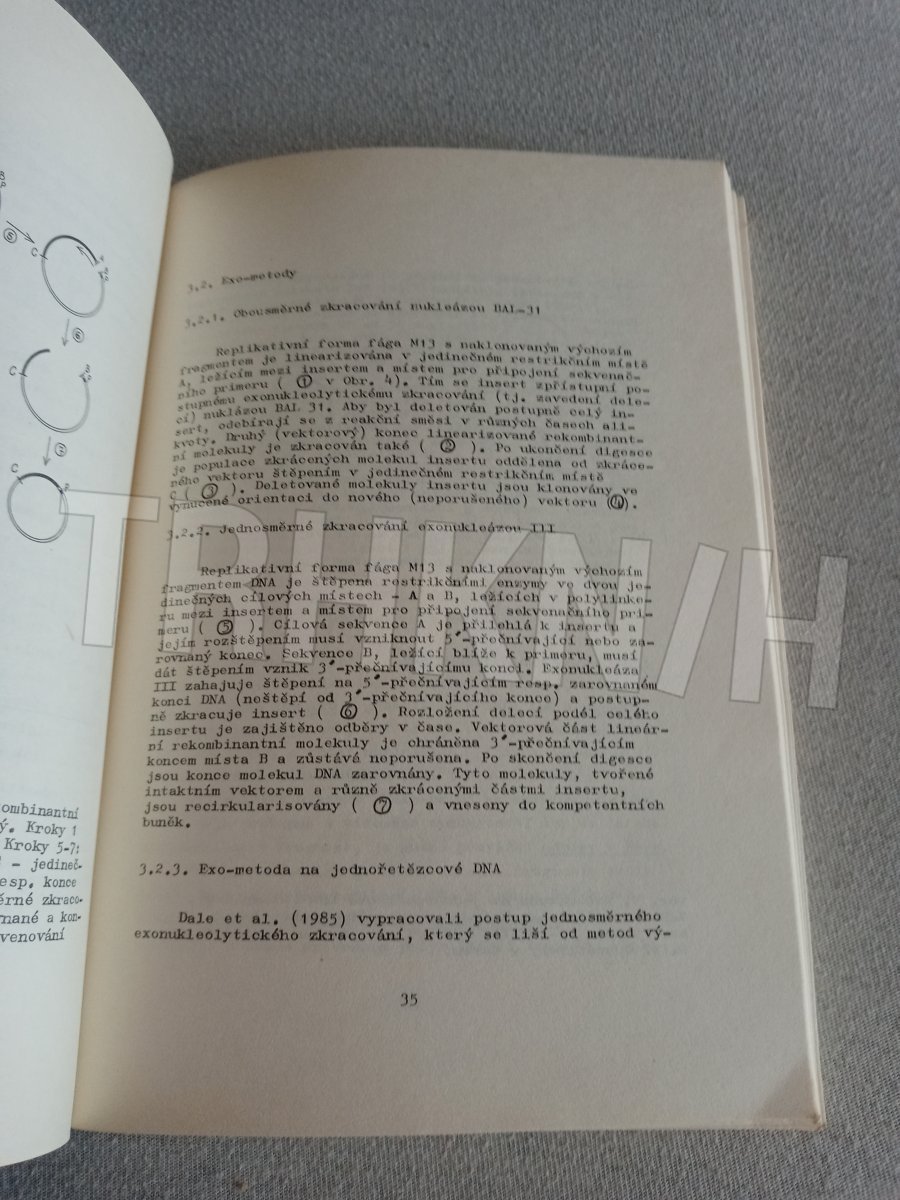 B
C
5
6
C
7
C
ombinantní
ý. Kroky 1
Kroky 5-7:
– jedineč-
esp. konce
ěrné zkraco-
nané a kon-
venování
3.2. Exo-metody
3.2.1. Obousměrné zkracování nukleázou BAL-31
Replikativní forma fága M13 s naklonovaným výchozím
fragmentem je linearizována v jedinečném restrikčním místě
A, ležícím mezi insertem a místem pro připojení sekvenač-
ního primeru ( 1 v Obr. 4). Tím se insert zpřístupní po-
stupnému exonukleolytickému zkracování (tj. zavedení dele-
cí) nuklázou BAL 31. Aby byl deletován postupně celý in-
sert, odebírají se z reakční směsi v různých časech ali-
kvoty. Druhý (vektorový) konec linearizované rekombinant-
ní molekuly je zkracován také ( 2 ). Po ukončení digesce
je populace zkrácených molekul insertu oddělena od zkráce-
ného vektoru štěpením v jedinečném restrikčním místě
C ( 3 ). Deletované molekuly insertu jsou klonovány ve
vynucené orientaci do nového (neporušeného) vektoru (4).
3.2.2. Jednosměrné zkracování exonukleázou III
Replikativní forma fága M13 s naklonovaným výchozím
fragmentem DNA je štěpena restrikčními enzymy ve dvou je-
dinečných cílových místech - A a B, ležících v polylinke-
ru mezi insertem a místem pro připojení sekvenačního pri-
meru ( 5 ). Cílová sekvence A je přilehlá k insertu a
jejím rozštěpením musí vzniknout 5'-přečnívající nebo za-
rovnaný konec. Sekvence B, ležící blíže k primeru, musí
dát štěpením vznik 3'-přečnívajícímu konci. Exonukleáza
III zahajuje štěpení na 5'-přečnívajícím resp. zarovnaném
konci DNA (neštěpí od 3'-přečnívajícího konce) a postup-
ně zkracuje insert ( 6 ). Rozložení delecí podél celého
insertu je zajištěno odběry v čase. Vektorová část lineár-
ní rekombinantní molekuly je chráněna 3'-přečnívajícím
koncem místa B a zůstává neporušena. Po skončení digesce
jsou konce molekul DNA zarovnány. Tyto molekuly, tvořené
intaktním vektorem a různě zkrácenými částmi insertu,
jsou recirkularisovány ( 7 ) a vneseny do kompetentních
buněk.
3.2.3. Exo-metoda na jednořetězcové DNA
Dale et al. (1985) vypracovali postup jednosměrného
exonukleolytického zkracování, který se liší od metod vý-
35